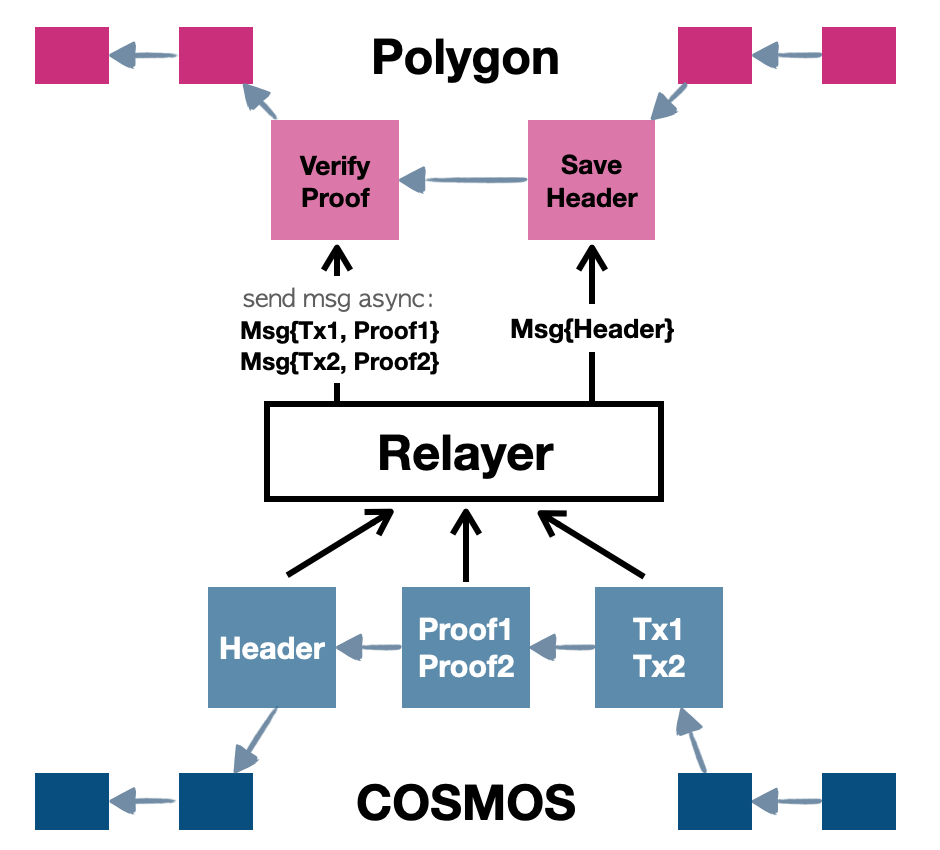 Polygon
Verify
Proof
Save
Header
send msg async:
Msg{Tx1, Proof1}
Msg{Tx2, Proof2}
Msg{Header}
Relayer
Header
Proof1
Proof2
Tx1
Tx2
COSMOS